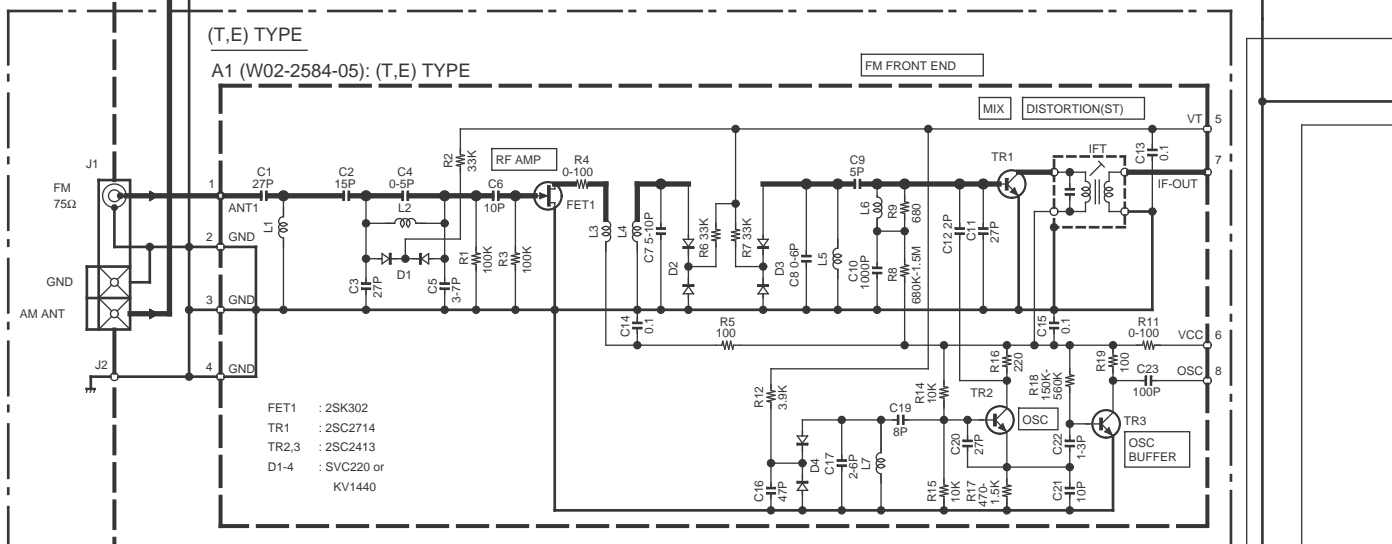 (T,E) TYPE
A1 (W02-2584-05): (T,E) TYPE
FM FRONT END
MIX
DISTORTION(ST)
VT 5
J1
FM
75Ω
1
ANT1
C1
27P
L1
C2
15P
C4
0-5P
L2
D1
C3
27P
C5
3-7P
R2
33K
R1
100K
C6
10P
R3
100K
RF AMP
FET1
R4
0-100
L3
L4
C7 5-10P
D2
R6 33K
R7 33K
D3
C8 0-6P
L5
C9
5P
L6
R9
680
C10
1000P
R8
680K-1.5M
C12 2P
C11
27P
TR1
IFT
C13
0.1
7
IF-OUT
2 GND
GND
AM ANT
3 GND
J2
4 GND
C14
0.1
R5
100
C15
0.1
R11
0-100
VCC 6
R16
220
R18
150K-
560K
R19
100
C23
100P
OSC 8
R12
3.9K
R14
10K
TR2
OSC
TR3
OSC
BUFFER
C19
8P
C20
27P
C22
1-3P
D4
C17
2-6P
L7
C16
47P
R15
10K
R17
470-
1.5K
C21
10P
FET1 : 2SK302
TR1 : 2SC2714
TR2,3 : 2SC2413
D1-4 : SVC220 or
KV1440